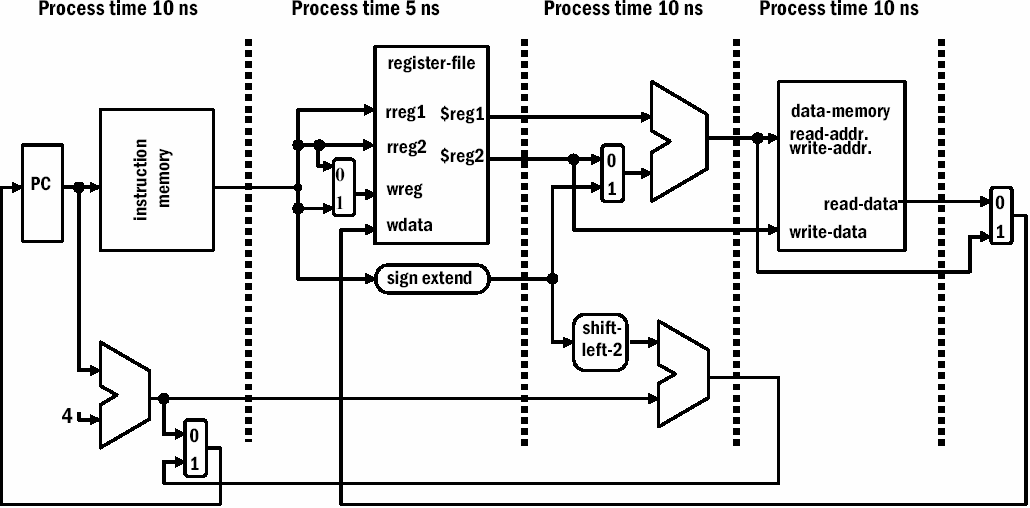 Process time 10 ns
Process time 5 ns
Process time 10 ns
Process time 10 ns
PC
instruction
memory
register-file
rreg1
$reg1
rreg2
$reg2
0
1
wreg
wdata
sign extend
0
1
data-memory
read-addr.
write-addr.
read-data
write-data
0
1
shift-
left-2
4
0
1